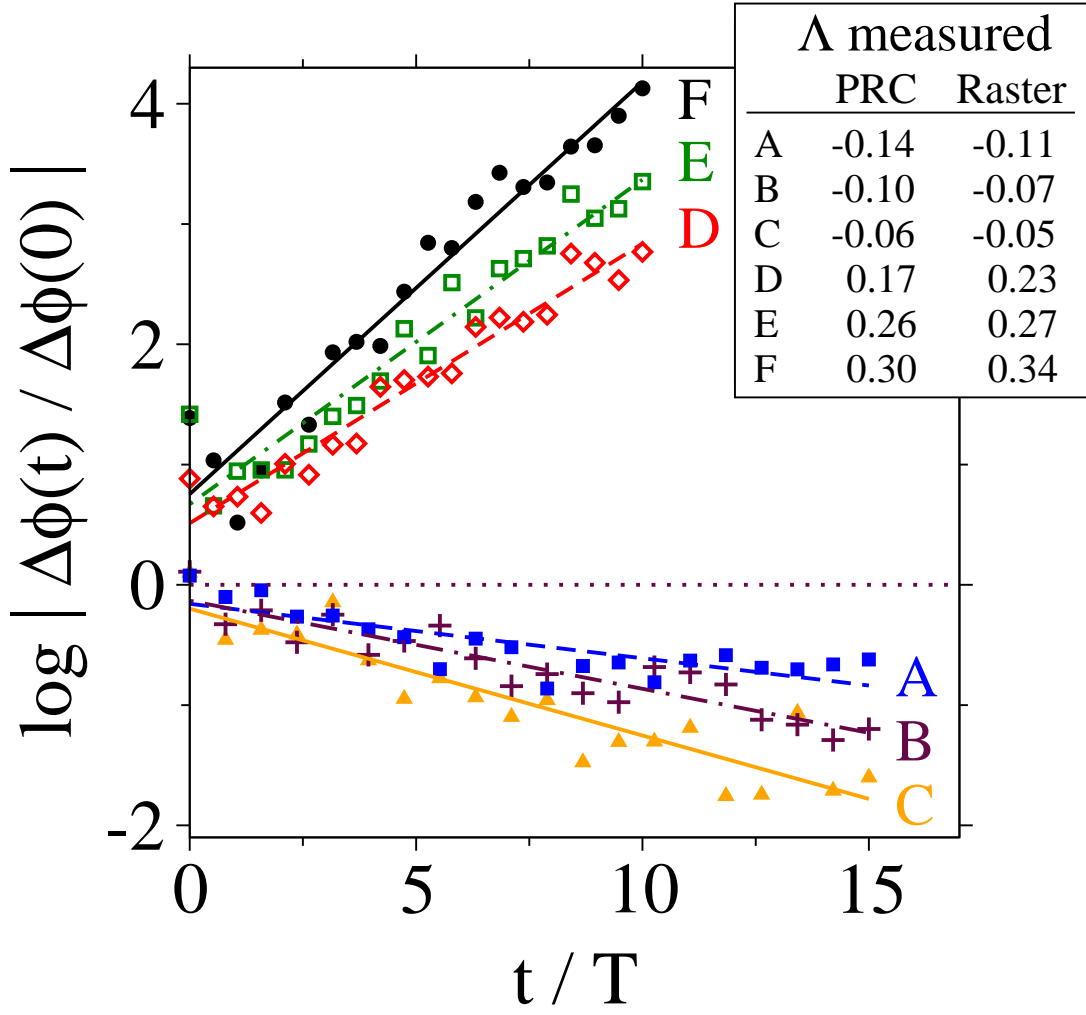 Λ measured
PRC Raster
A -0.14 -0.11
B -0.10 -0.07
C -0.06 -0.05
D 0.17 0.23
E 0.26 0.27
F 0.30 0.34
4
2
0
-2
log | Δϕ(t) / Δϕ(0) |
F
E
D
A
B
C
0 5 10 15
t / T